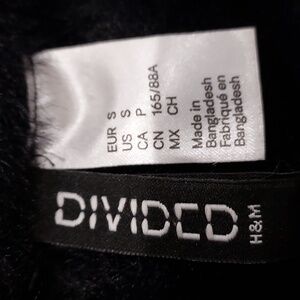 EUR S
US S
CA P
CN 165/88A
MX CH
Made in
Bangladesh
Fabriqué en
Bangladesh
DIVIDED
H&M